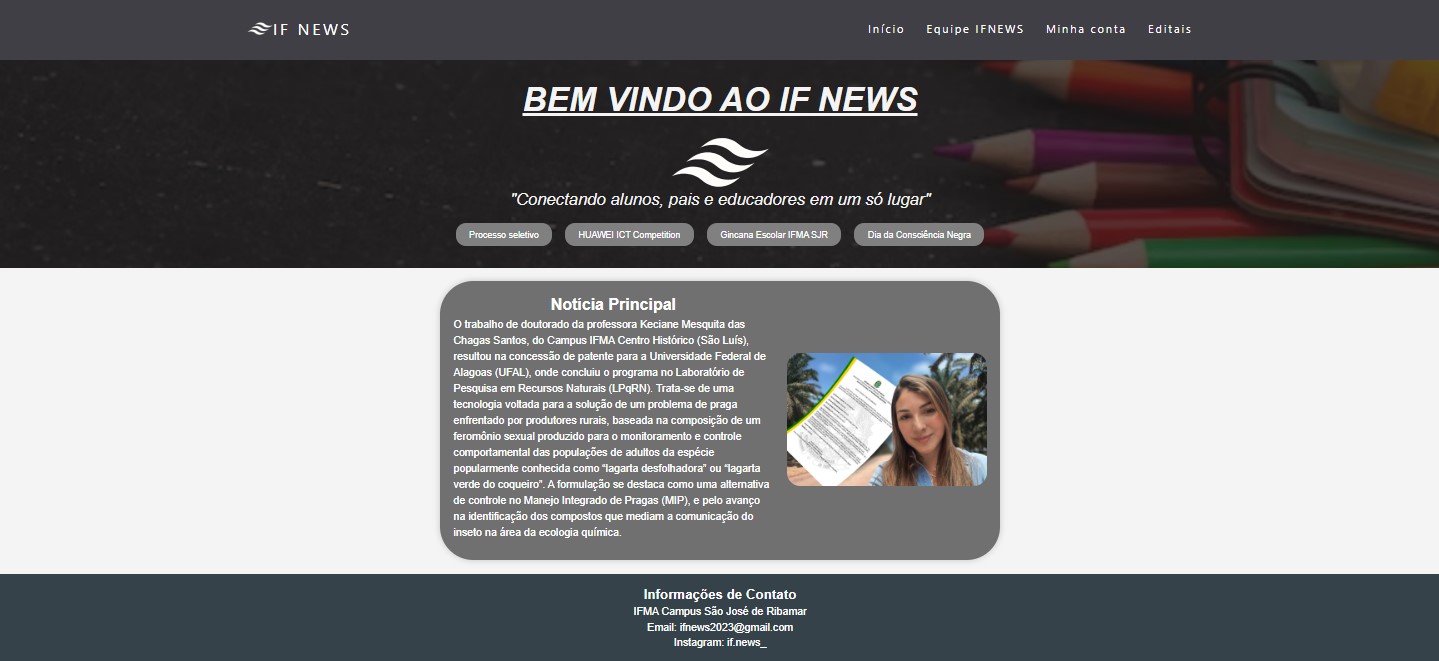 IF NEWS
Início Equipe IFNEWS Minha conta Editais
BEM VINDO AO IF NEWS
"Conectando alunos, pais e educadores em um só lugar"
Processo seletivo HUAWEI ICT Competition Gincana Escolar IFMA SJR Dia da Consciência Negra
Notícia Principal
O trabalho de doutorado da professora Keciane Mesquita das
Chagas Santos, do Campus IFMA Centro Histórico (São Luís),
resultou na concessão de patente para a Universidade Federal de
Alagoas (UFAL), onde concluiu o programa no Laboratório de
Pesquisa em Recursos Naturais (LPqRN). Trata-se de uma
tecnologia voltada para a solução de um problema de praga
enfrentado por produtores rurais, baseada na composição de um
feromônio sexual produzido para o monitoramento e controle
comportamental das populações de adultos da espécie
popularmente conhecida como “lagarta desfolhadora” ou “lagarta
verde do coqueiro”. A formulação se destaca como uma alternativa
de controle no Manejo Integrado de Pragas (MIP), e pelo avanço
na identificação dos compostos que mediam a comunicação do
inseto na área da ecologia química.
Informações de Contato
IFMA Campus São José de Ribamar
Email: ifnews2023@gmail.com
Instagram: if.news_